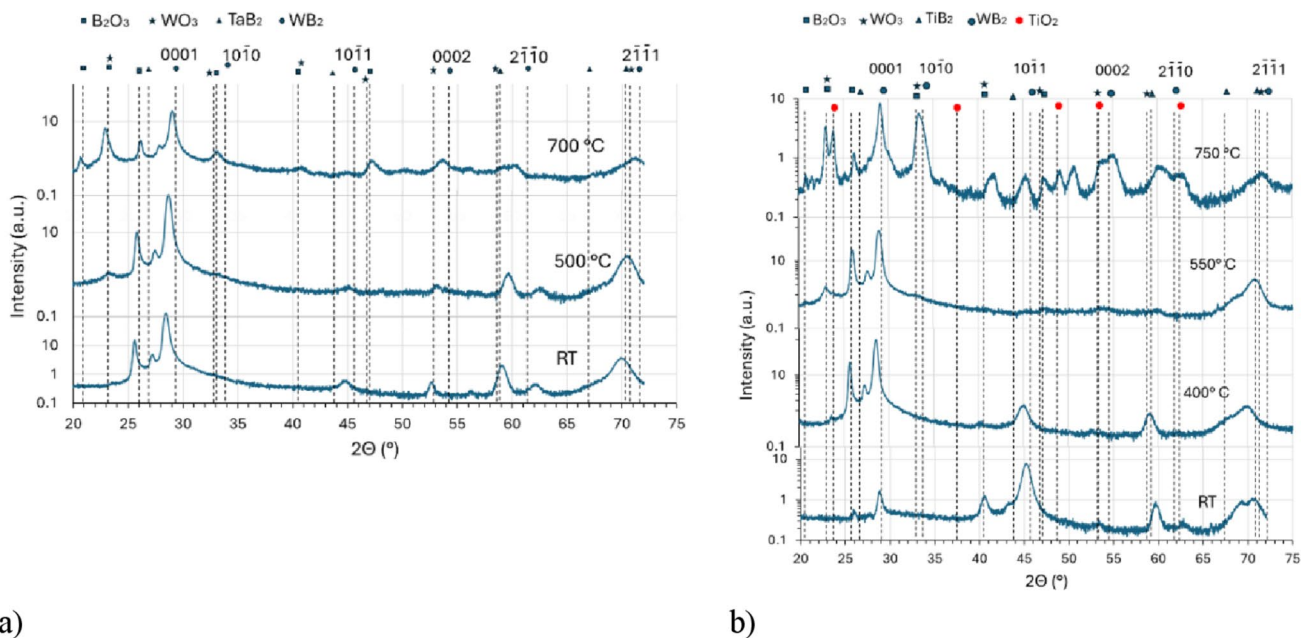 B₂O₃ WO₃ TaB₂ WB₂
0001 101̄0 101̄1 0002 21̄1̄0 21̄1̄1
10
700 °C
0.1
10
500 °C
0.1
10
RT
1
0.1
20 25 30 35 40 45 50 55 60 65 70 75
Intensity (a.u.)
2Θ (°)
a)
B₂O₃ WO₃ TiB₂ WB₂ TiO₂
0001 101̄0 1011 0002 21̄1̄0 21̄1̄1
10
750 °C
1
0.1
10
550°C
0.1
10
400°C
0.1
10
1
RT
0.1
20 25 30 35 40 45 50 55 60 65 70 75
Intensity (a.u.)
2Θ (°)
b)